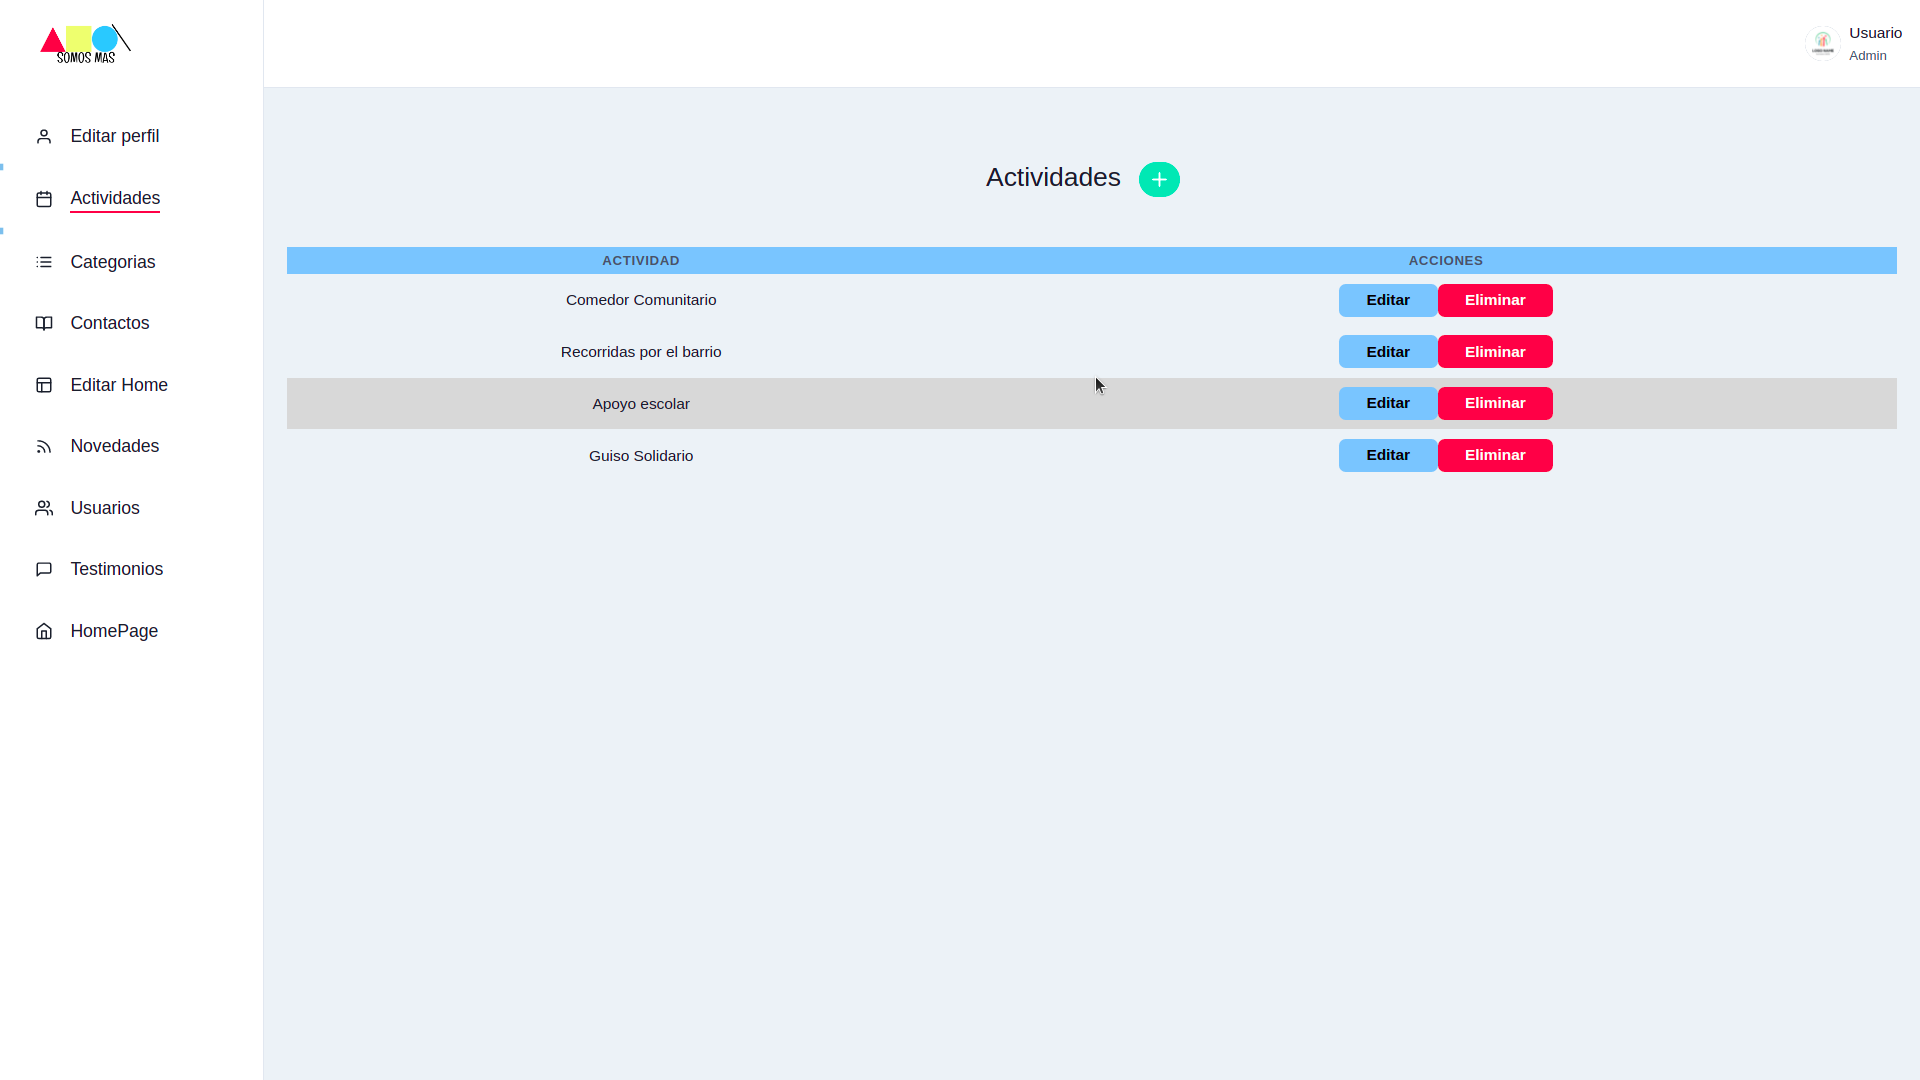 SOMOS MAS
Usuario
Admin
Editar perfil
Actividades
Categorias
Contactos
Editar Home
Novedades
Usuarios
Testimonios
HomePage
Actividades
ACTIVIDAD ACCIONES
Comedor Comunitario Editar Eliminar
Recorridas por el barrio Editar Eliminar
Apoyo escolar Editar Eliminar
Guiso Solidario Editar Eliminar